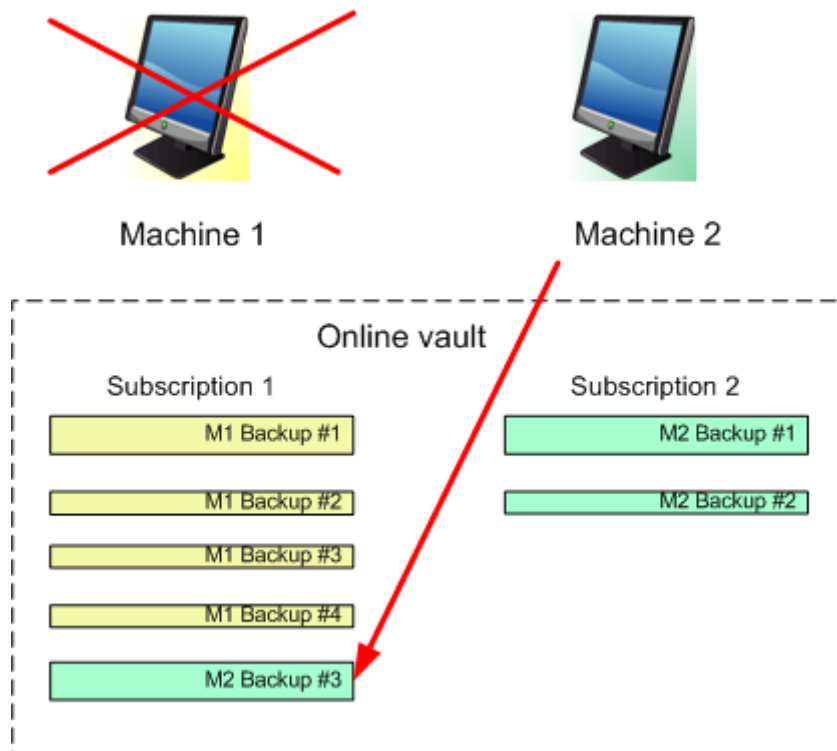 Machine 1
Machine 2
Online vault
Subscription 1
Subscription 2
M1 Backup #1
M2 Backup #1
M1 Backup #2
M2 Backup #2
M1 Backup #3
M1 Backup #4
M2 Backup #3